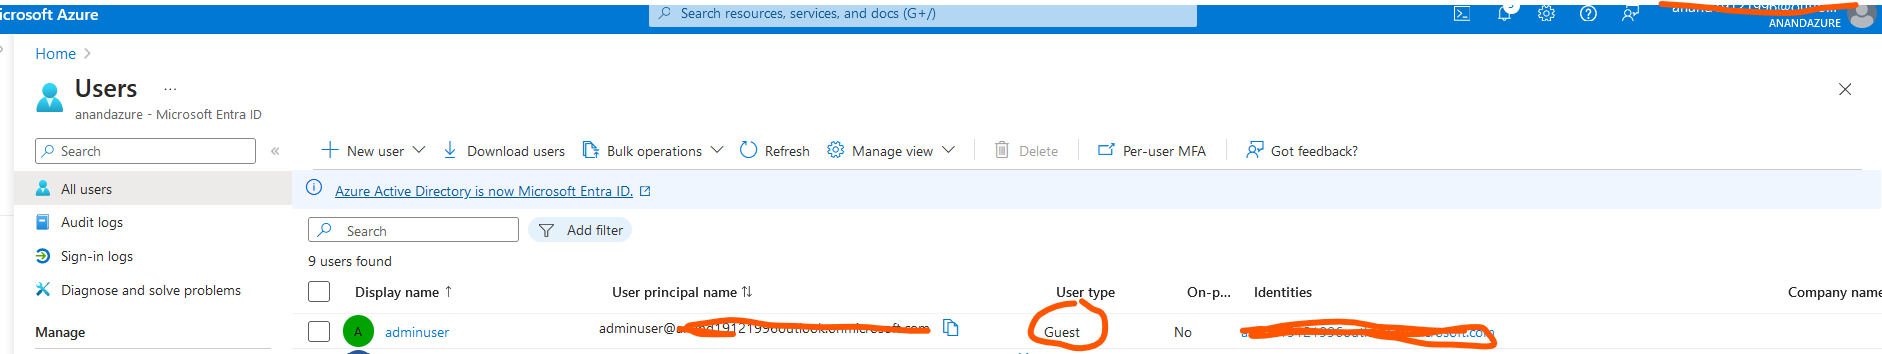 icrosoft Azure
Search resources, services, and docs (G+/)
ANANDAZURE
Home
Users ...
anandazure - Microsoft Entra ID
Search
«
New user
Download users
Bulk operations
Refresh
Manage view
Delete
Per-user MFA
Got feedback?
All users
Azure Active Directory is now Microsoft Entra ID.
Audit logs
Search
Add filter
Sign-in logs
9 users found
Diagnose and solve problems
Display name ↑
User principal name ↑↓
User type
On-p...
Identities
Company name
Manage
A
adminuser
adminuser@
Guest
No